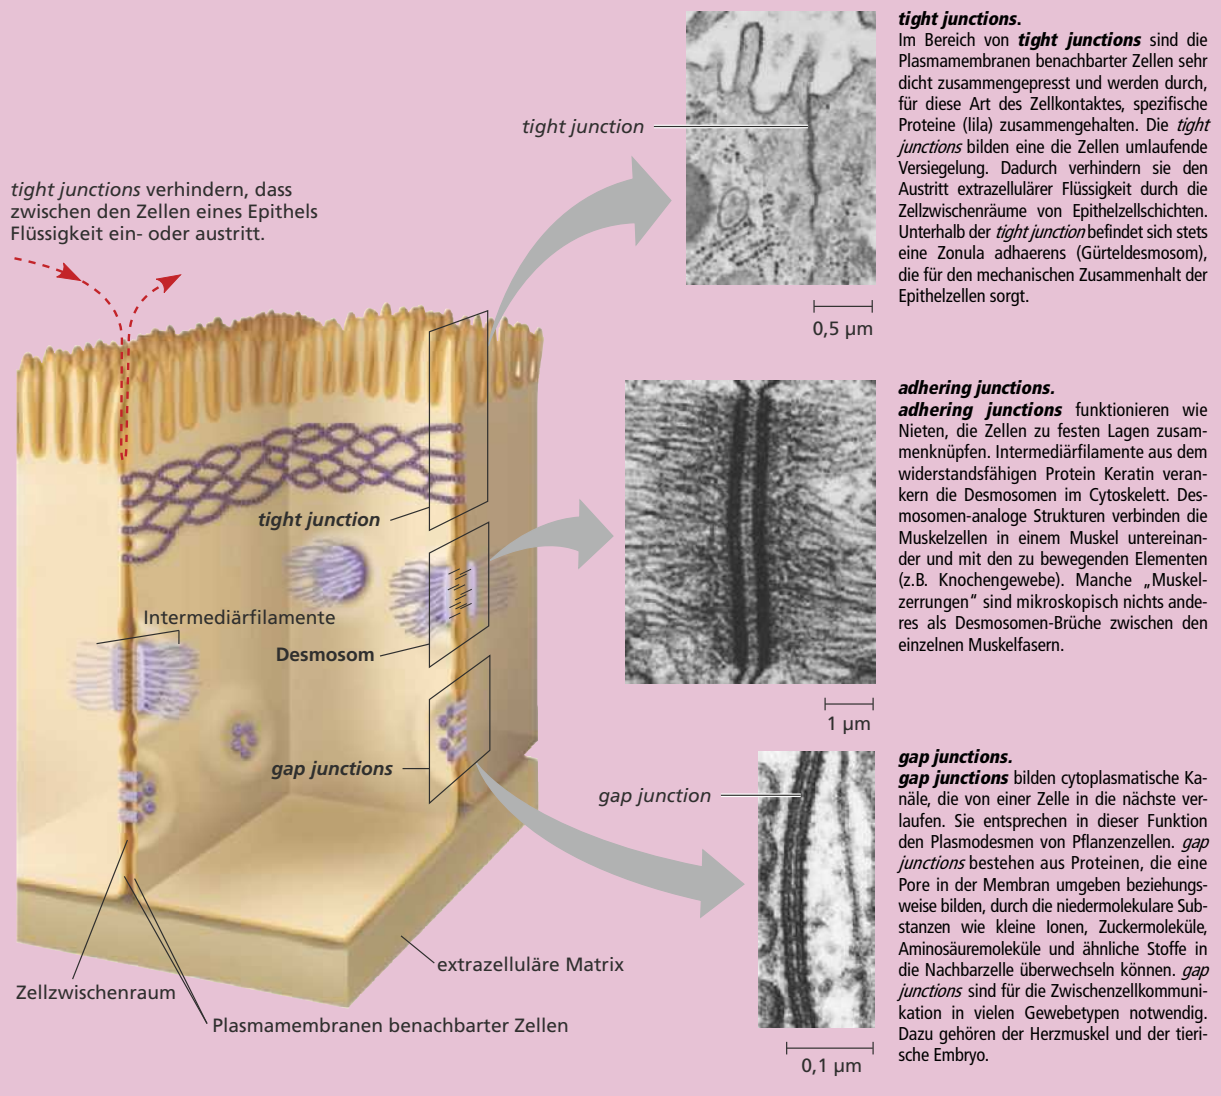 tight junctions verhindern, dass
zwischen den Zellen eines Epithels
Flüssigkeit ein- oder austritt.
tight junction
Intermediärfilamente
Desmosom
gap junctions
Zellzwischenraum
extrazelluläre Matrix
Plasmamembranen benachbarter Zellen
tight junction
0,5 µm
tight junctions.
Im Bereich von tight junctions sind die
Plasmamembranen benachbarter Zellen sehr
dicht zusammengepresst und werden durch,
für diese Art des Zellkontaktes, spezifische
Proteine (lila) zusammengehalten. Die tight
junctions bilden eine die Zellen umlaufende
Versiegelung. Dadurch verhindern sie den
Austritt extrazellulärer Flüssigkeit durch die
Zellzwischenräume von Epithelzellschichten.
Unterhalb der tight junction befindet sich stets
eine Zonula adhaerens (Gürteldesmosom),
die für den mechanischen Zusammenhalt der
Epithelzellen sorgt.
1 µm
adhering junctions.
adhering junctions funktionieren wie
Nieten, die Zellen zu festen Lagen zusam-
menknüpfen. Intermediärfilamente aus dem
widerstandsfähigen Protein Keratin veran-
kern die Desmosomen im Cytoskelett. Des-
mosomen-analoge Strukturen verbinden die
Muskelzellen in einem Muskel untereinan-
der und mit den zu bewegenden Elementen
(z.B. Knochengewebe). Manche „Muskel-
zerrungen“ sind mikroskopisch nichts ande-
res als Desmosomen-Brüche zwischen den
einzelnen Muskelfasern.
gap junction
0,1 µm
gap junctions.
gap junctions bilden cytoplasmatische Ka-
näle, die von einer Zelle in die nächste ver-
laufen. Sie entsprechen in dieser Funktion
den Plasmodesmen von Pflanzenzellen. gap
junctions bestehen aus Proteinen, die eine
Pore in der Membran umgeben beziehungs-
weise bilden, durch die niedermolekulare Sub-
stanzen wie kleine Ionen, Zuckermoleküle,
Aminosäuremoleküle und ähnliche Stoffe in
die Nachbarzelle überwechseln können. gap
junctions sind für die Zwischenzellkommuni-
kation in vielen Gewebetypen notwendig.
Dazu gehören der Herzmuskel und der tieri-
sche Embryo.